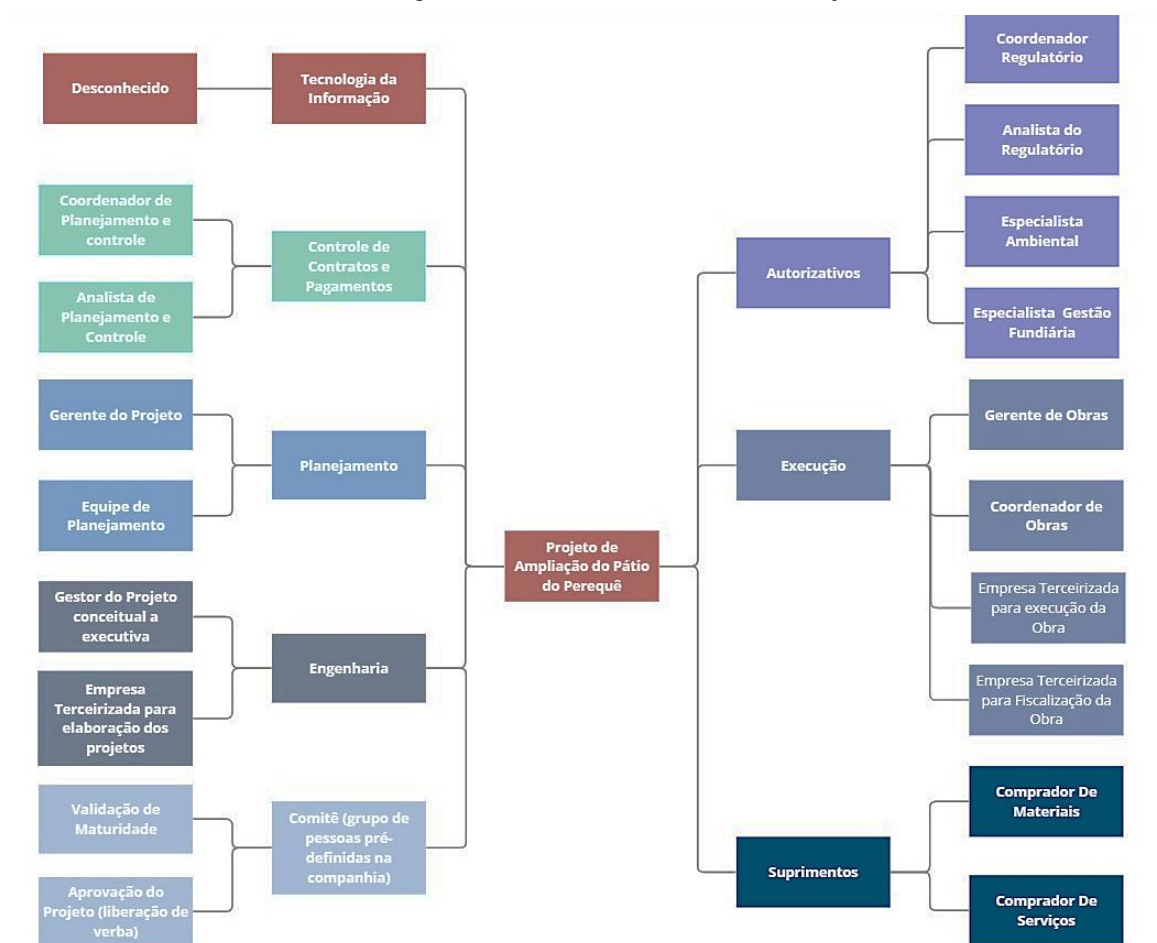 Desconhecido
Tecnologia da
Informação
Coordenador de
Planejamento e
controle
Analista de
Planejamento e
Controle
Controle de
Contratos e
Pagamentos
Gerente do Projeto
Equipe de
Planejamento
Planejamento
Gestor do Projeto
conceitual a
executiva
Empresa
Terceirizada para
elaboração dos
projetos
Engenharia
Validação de
Maturidade
Aprovação do
Projeto (liberação de
verba)
Comitê (grupo de
pessoas pré-
definidas na
companhia)
Projeto de
Ampliação do Pátio
do Perequê
Autorizativos
Coordenador
Regulatório
Analista do
Regulatório
Especialista
Ambiental
Especialista Gestão
Fundiária
Execução
Gerente de Obras
Coordenador de
Obras
Empresa Terceirizada
para execução da
Obra
Empresa Terceirizada
para Fiscalização da
Obra
Suprimentos
Comprador De
Materiais
Comprador De
Serviços